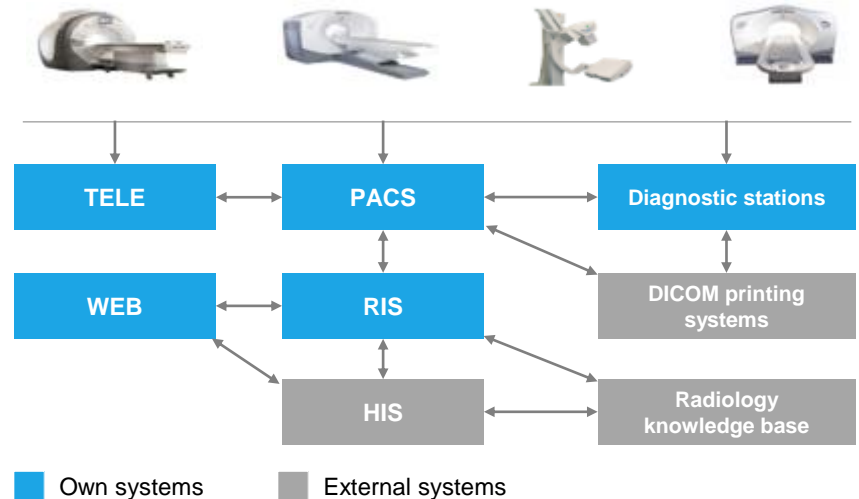 TELE
PACS
Diagnostic stations
WEB
RIS
DICOM printing
systems
HIS
Radiology
knowledge base
Own systems
External systems